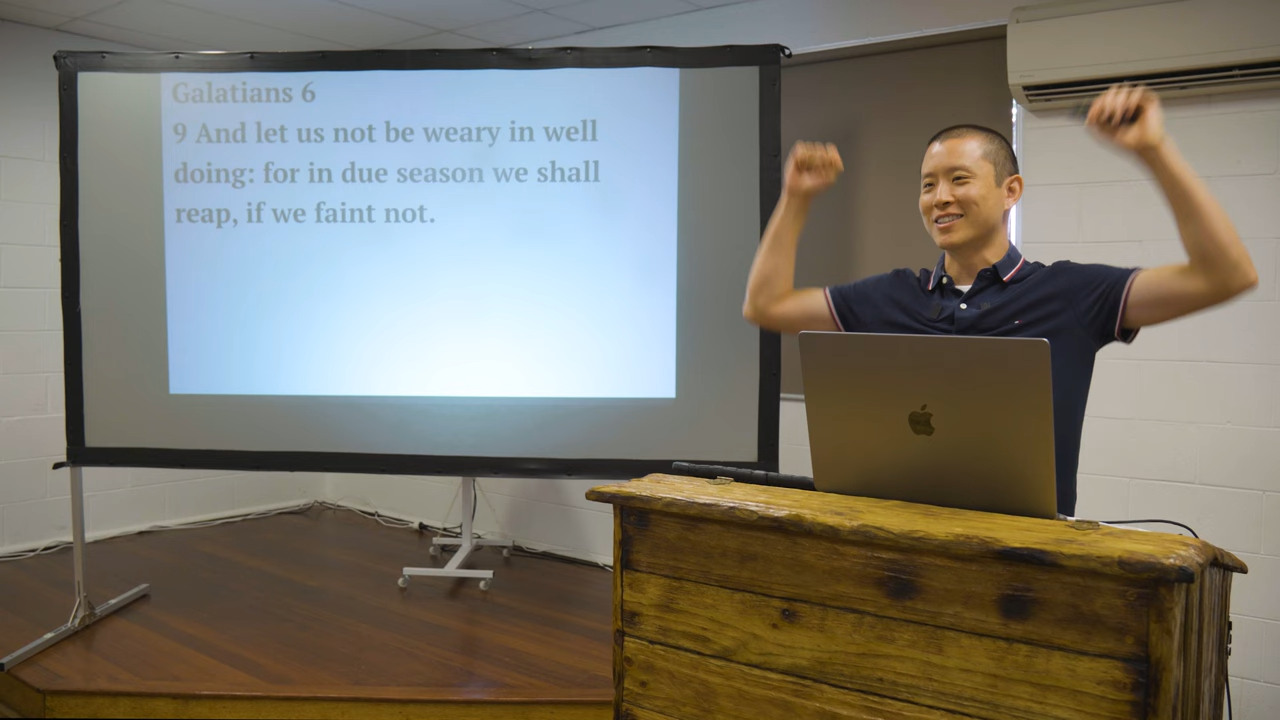 Galatians 6
9 And let us not be weary in well
doing: for in due season we shall
reap, if we faint not.